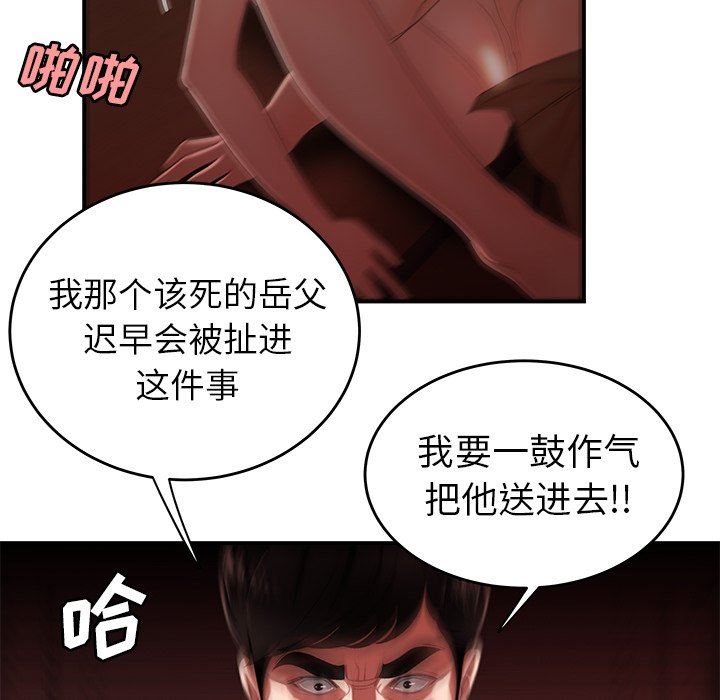 啪啪
我那个该死的岳父
迟早会被扯进
这件事
我要一鼓作气
把他送进去!!
哈